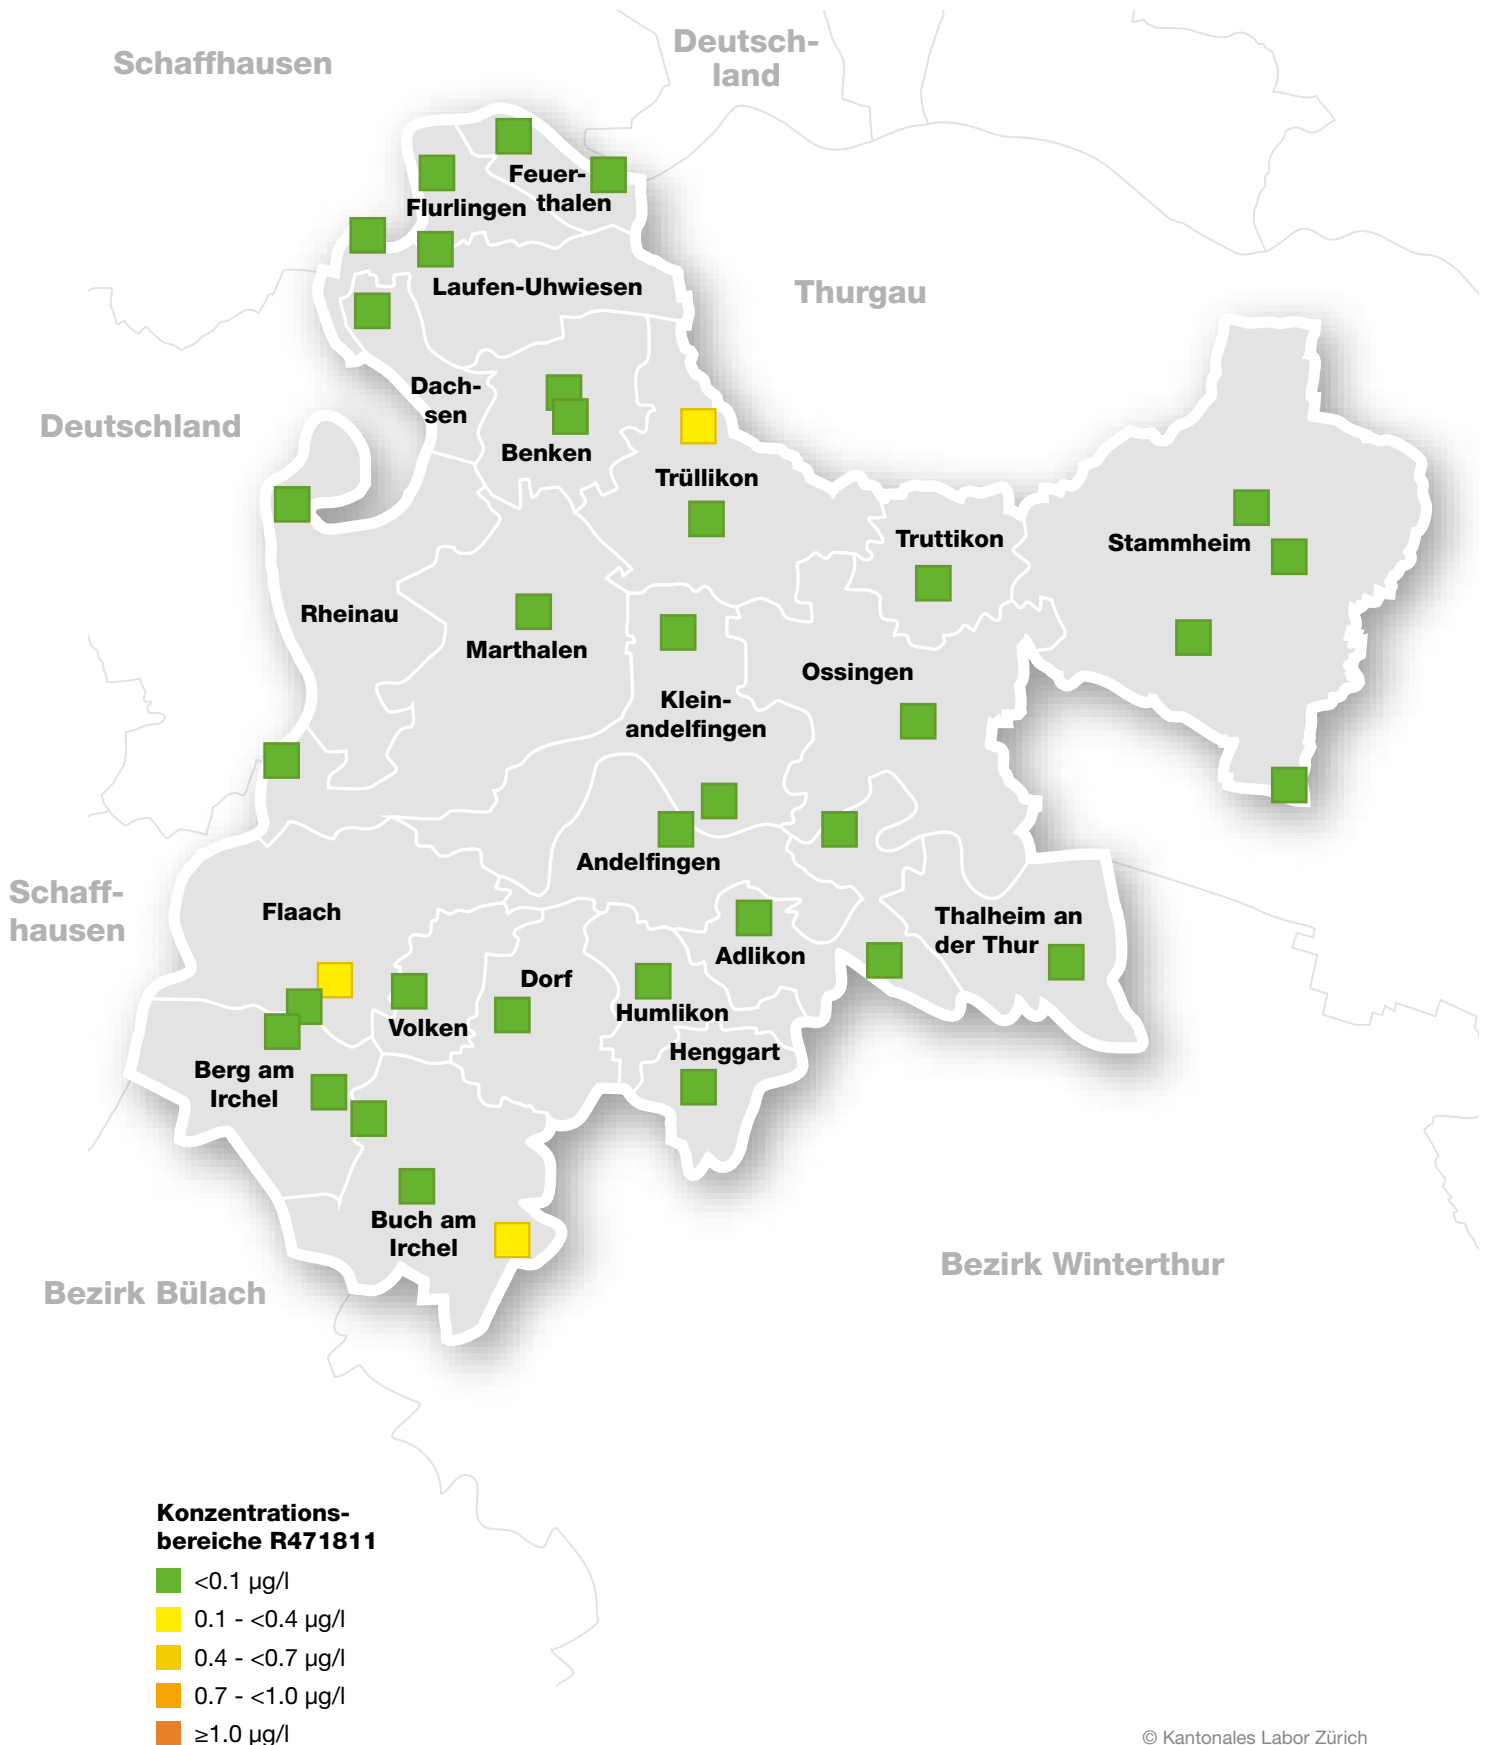 Schaffhausen
Deutsch-
land
Feuer-
thalen
Flurlingen
Laufen-Uhwiesen
Thurgau
Dach-
sen
Deutschland
Benken
Trüllikon
Truttikon
Stammheim
Rheinau
Marthalen
Ossingen
Klein-
andelfingen
Andelfingen
Schaff-
hausen
Flaach
Thalheim an
der Thur
Adlikon
Dorf
Humlikon
Volken
Henggart
Berg am
Irchel
Buch am
Irchel
Bezirk Winterthur
Bezirk Bülach
Konzentrations-
bereiche R471811
<0.1 µg/l
0.1 - <0.4 µg/l
0.4 - <0.7 µg/l
0.7 - <1.0 µg/l
≥1.0 µg/l
© Kantonales Labor Zürich